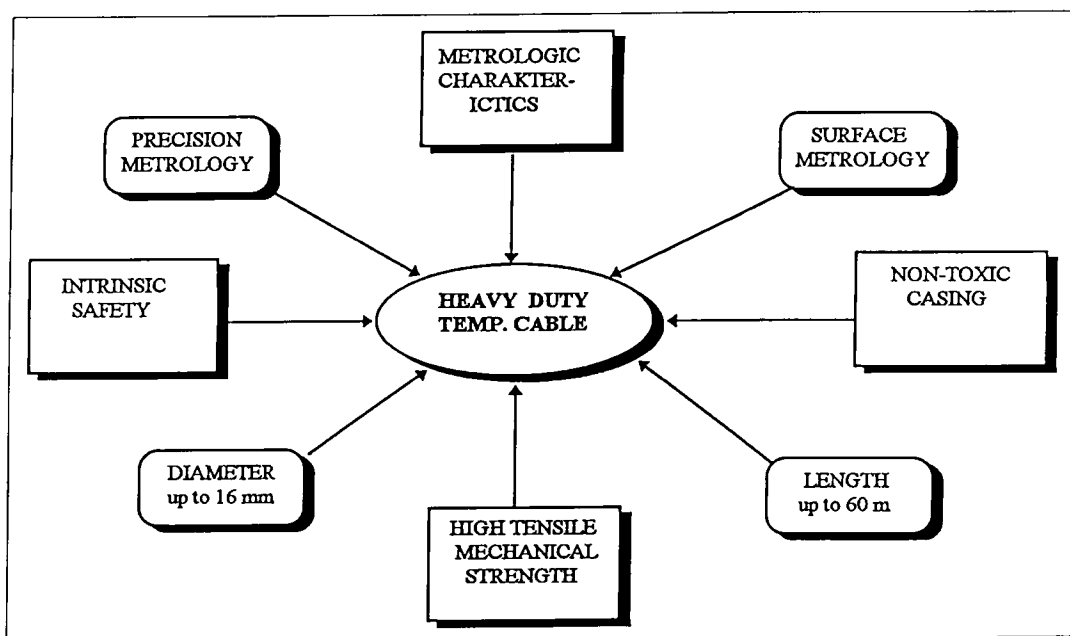 METROLOGIC
CHARAKTER-
ICTICS
PRECISION
METROLOGY
SURFACE
METROLOGY
INTRINSIC
SAFETY
HEAVY DUTY
TEMP. CABLE
NON-TOXIC
CASING
DIAMETER
up to 16 mm
HIGH TENSILE
MECHANICAL
STRENGTH
LENGTH
up to 60 m